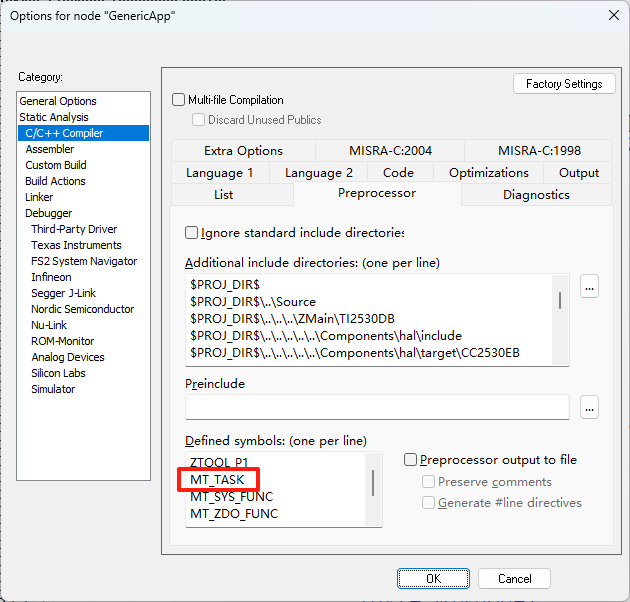 Options for node "GenericApp"
Category:
Factory Settings
General Options
Static Analysis
C/C++ Compiler
Assembler
Custom Build
Build Actions
Linker
Debugger
Third-Party Driver
Texas Instruments
FS2 System Navigator
Infineon
Segger J-Link
Nordic Semiconductor
Nu-Link
ROM-Monitor
Analog Devices
Silicon Labs
Simulator
Multi-file Compilation
Discard Unused Publics
Extra Options MISRA-C:2004 MISRA-C:1998
Language 1 Language 2 Code Optimizations Output
List Preprocessor Diagnostics
Ignore standard include directories
Additional include directories: (one per line)
$PROJ_DIR$
$PROJ_DIR$\..\Source
$PROJ_DIR$\..\..\..\ZMain\TI2530DB
$PROJ_DIR$\..\..\..\..\..\Components\hal\include
$PROJ_DIR$\..\..\..\..\..\Components\hal\target\CC2530EB
...
Preinclude
...
Defined symbols: (one per line)
ZTOOL_P1
MT_TASK
MT_SYS_FUNC
MT_ZDO_FUNC
Preprocessor output to file
Preserve comments
Generate #line directives
OK Cancel